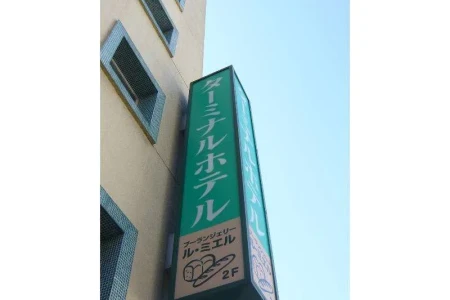 ターミナルホテル
ブーランジェリー
ル・ミエル
2F